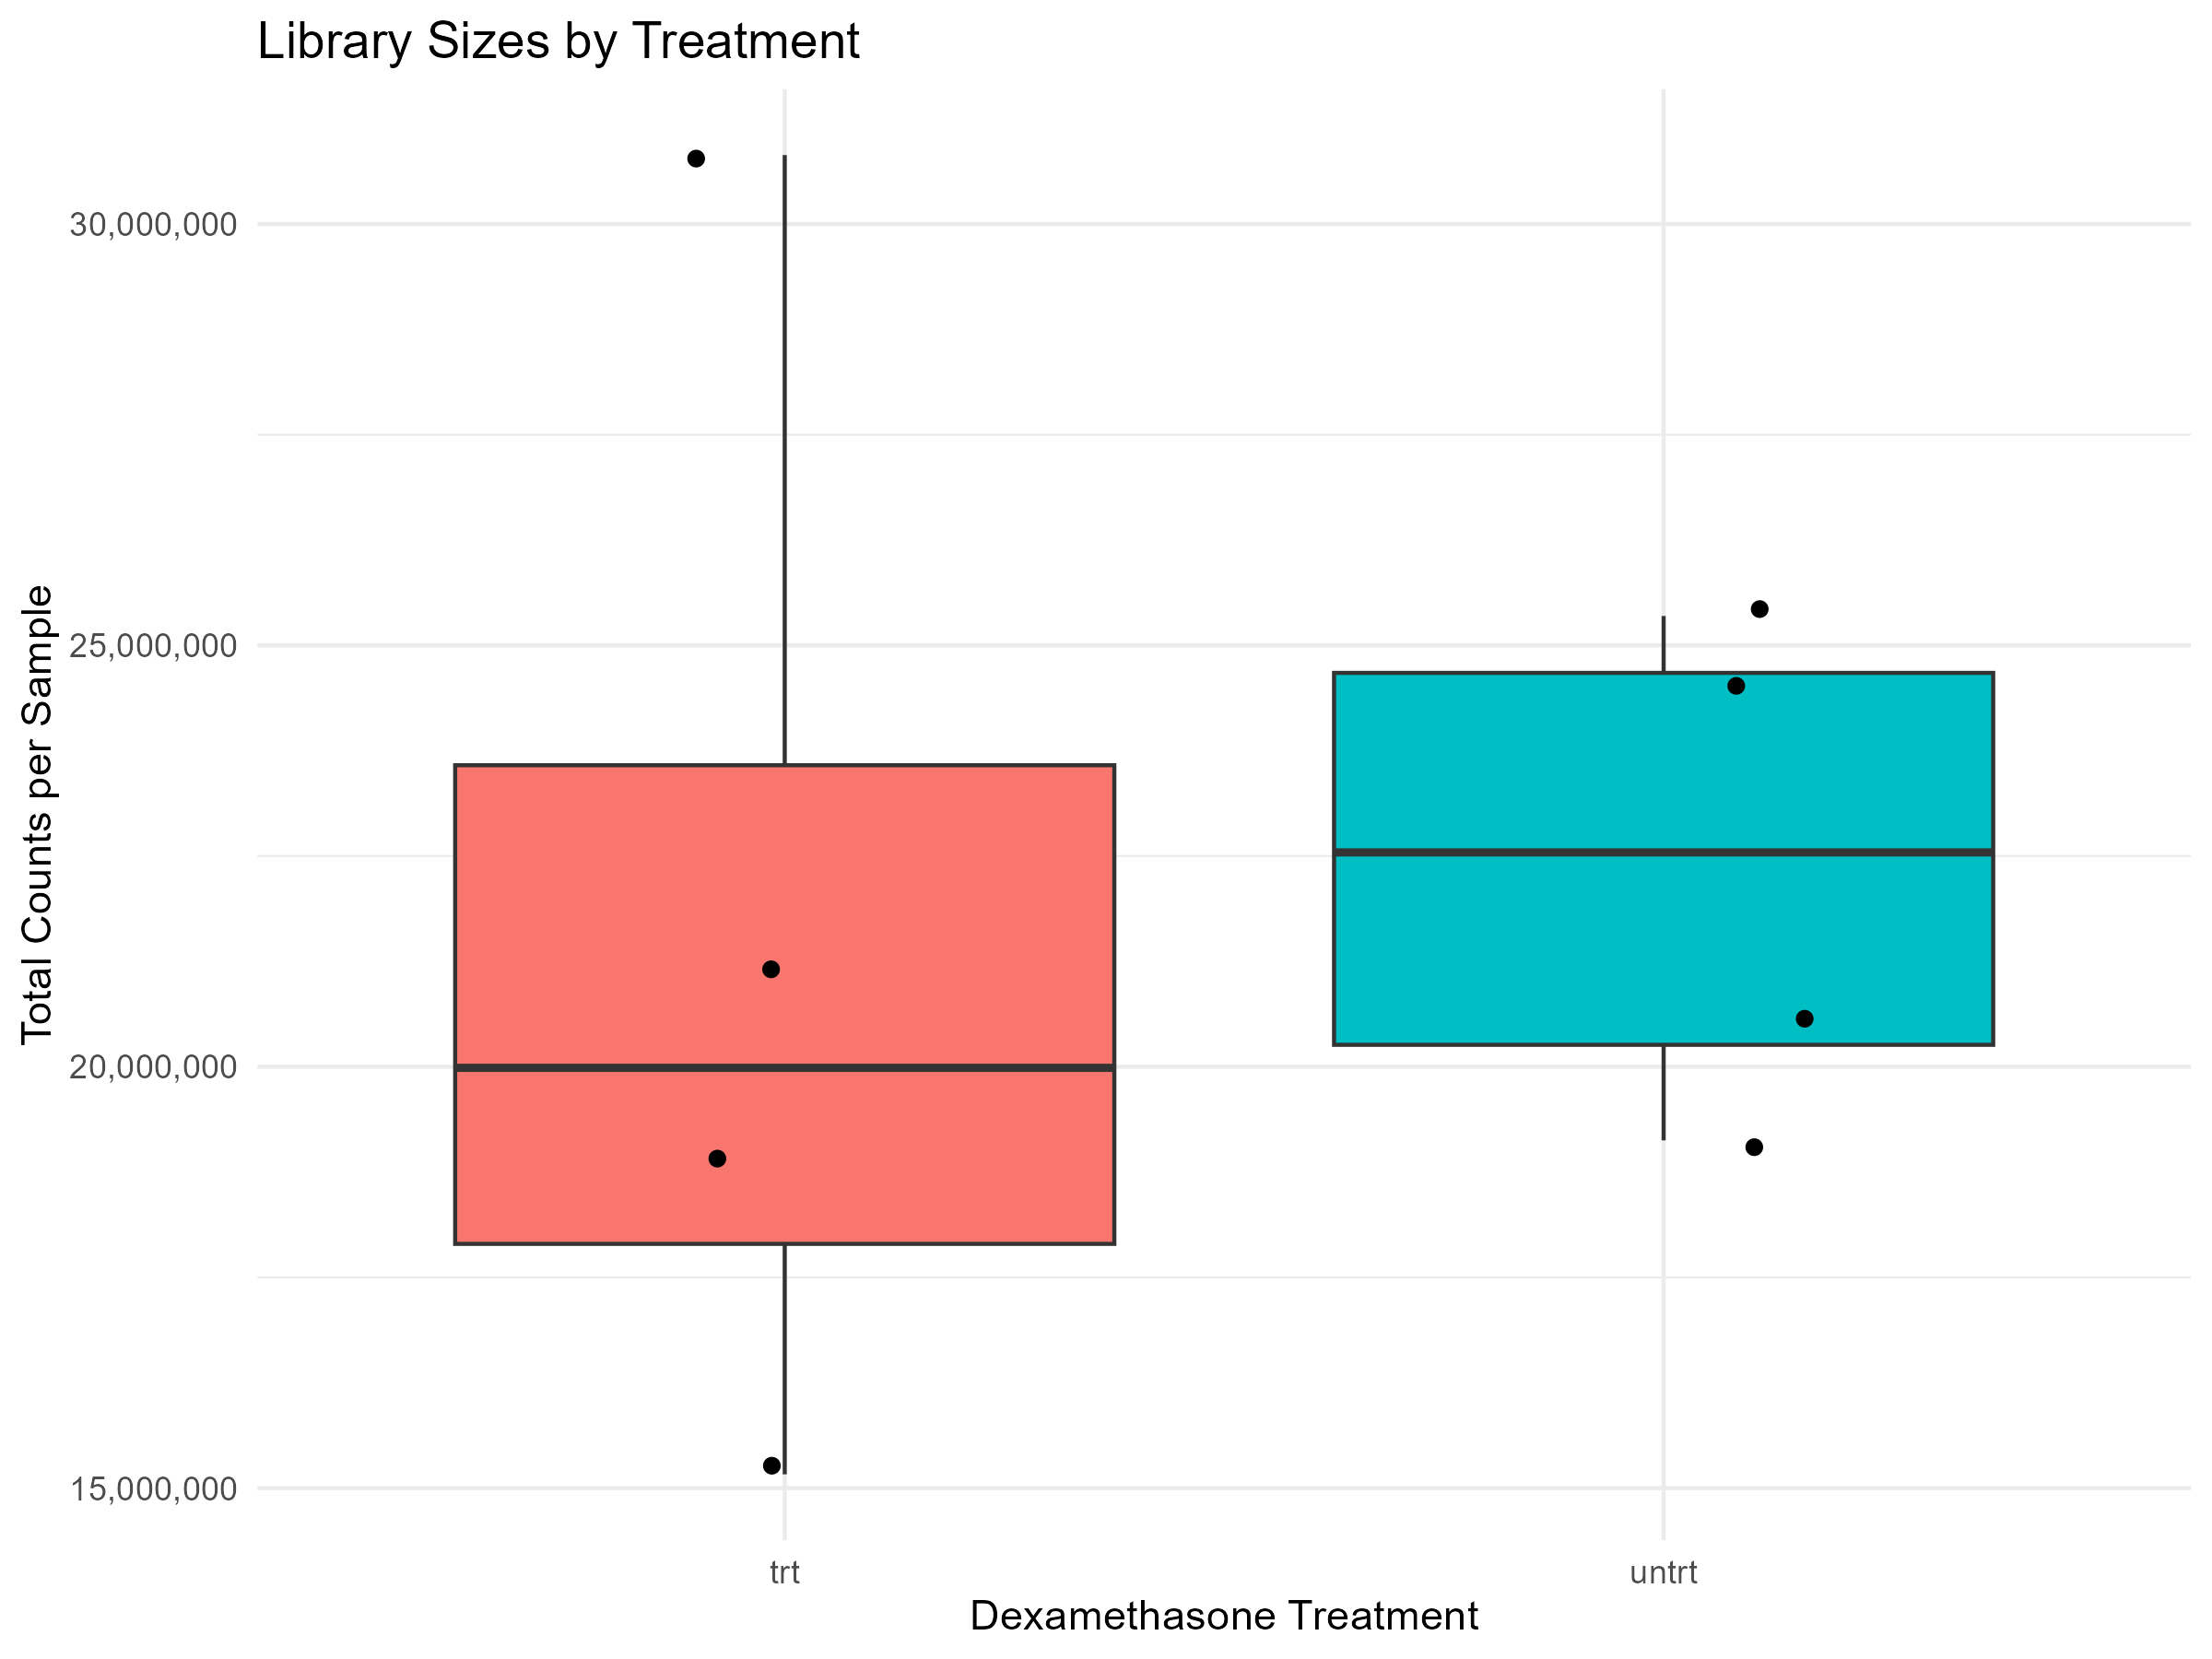 Library Sizes by Treatment
Total Counts per Sample
30,000,000
25,000,000
20,000,000
15,000,000
trt
untrt
Dexamethasone Treatment